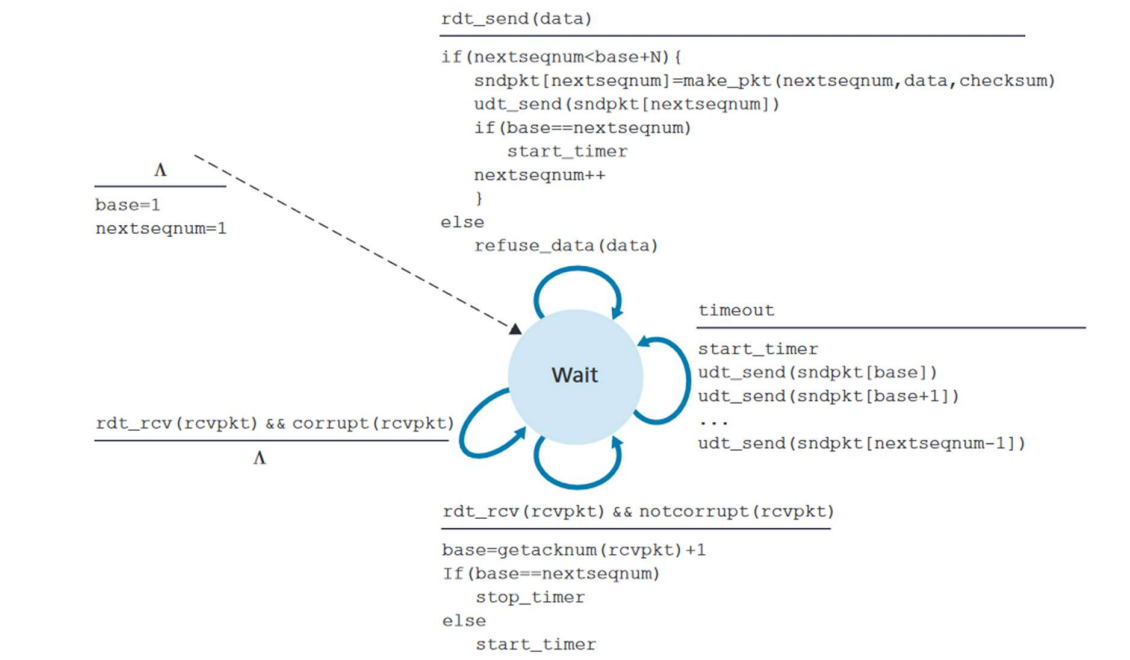 rdt_send(data)
if(nextseqnum<base+N){
sndpkt[nextseqnum]=make_pkt(nextseqnum,data,checksum)
udt_send(sndpkt[nextseqnum])
if(base==nextseqnum)
start_timer
nextseqnum++
}
else
refuse_data(data)
Λ
base=1
nextseqnum=1
Wait
timeout
start_timer
udt_send(sndpkt[base])
udt_send(sndpkt[base+1])
...
udt_send(sndpkt[nextseqnum-1])
rdt_rcv(rcvpkt) && corrupt(rcvpkt)
Λ
rdt_rcv(rcvpkt) && notcorrupt(rcvpkt)
base=getacknum(rcvpkt)+1
If(base==nextseqnum)
stop_timer
else
start_timer